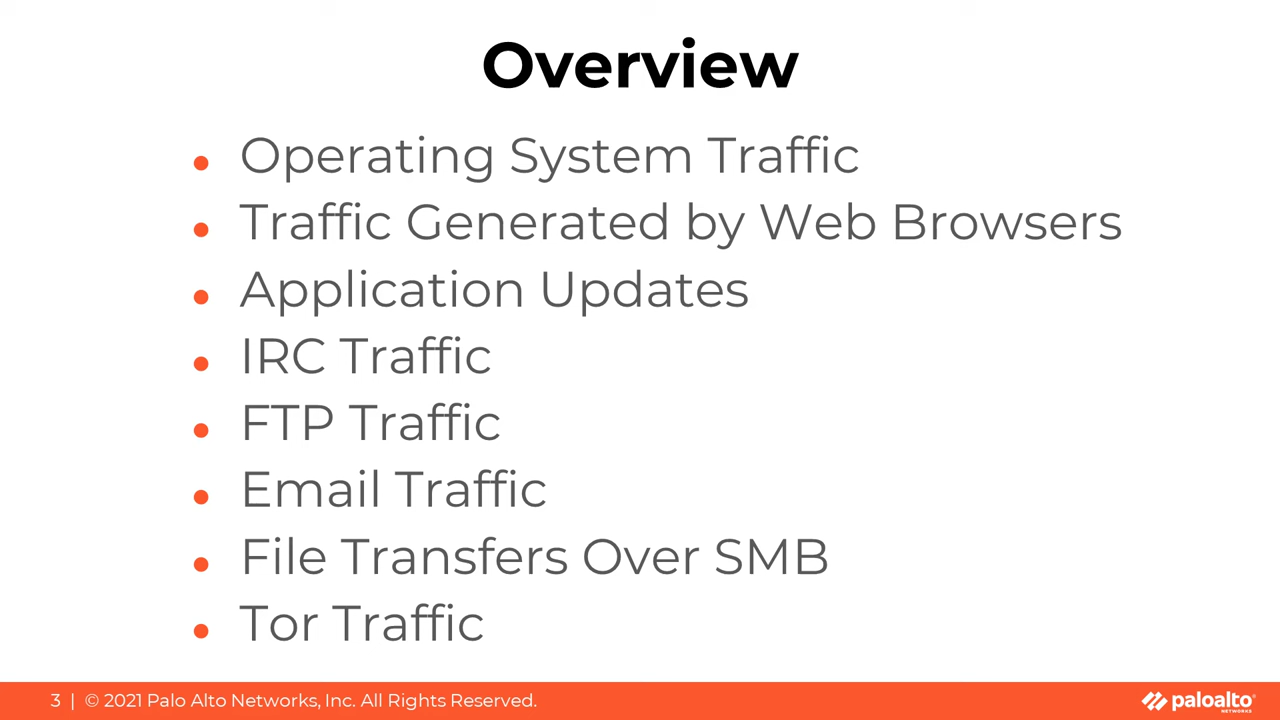 Overview
• Operating System Traffic
• Traffic Generated by Web Browsers
• Application Updates
• IRC Traffic
• FTP Traffic
• Email Traffic
• File Transfers Over SMB
• Tor Traffic
3 | © 2021 Palo Alto Networks, Inc. All Rights Reserved.
paloalto®
NETWORKS